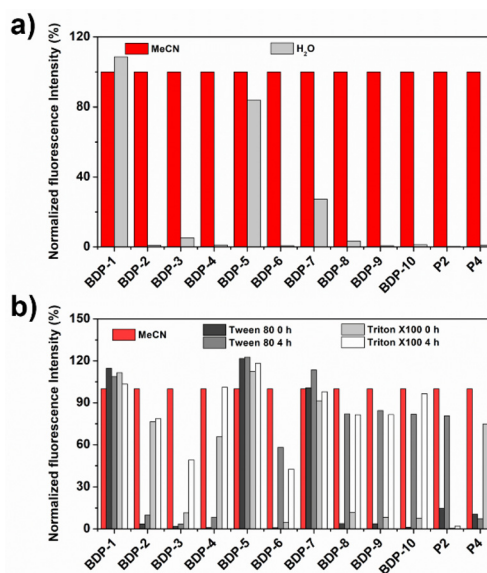 a)
MeCN H₂O
Normalized fluorescence Intensity (%)
120
80
40
0
BDP-1 BDP-2 BDP-3 BDP-4 BDP-5 BDP-6 BDP-7 BDP-8 BDP-9 BDP-10 P2 P4
b)
MeCN Tween 80 0 h Triton X100 0 h
Tween 80 4 h Triton X100 4 h
Normalized fluorescence Intensity (%)
150
120
90
60
30
0
BDP-1 BDP-2 BDP-3 BDP-4 BDP-5 BDP-6 BDP-7 BDP-8 BDP-9 BDP-10 P2 P4